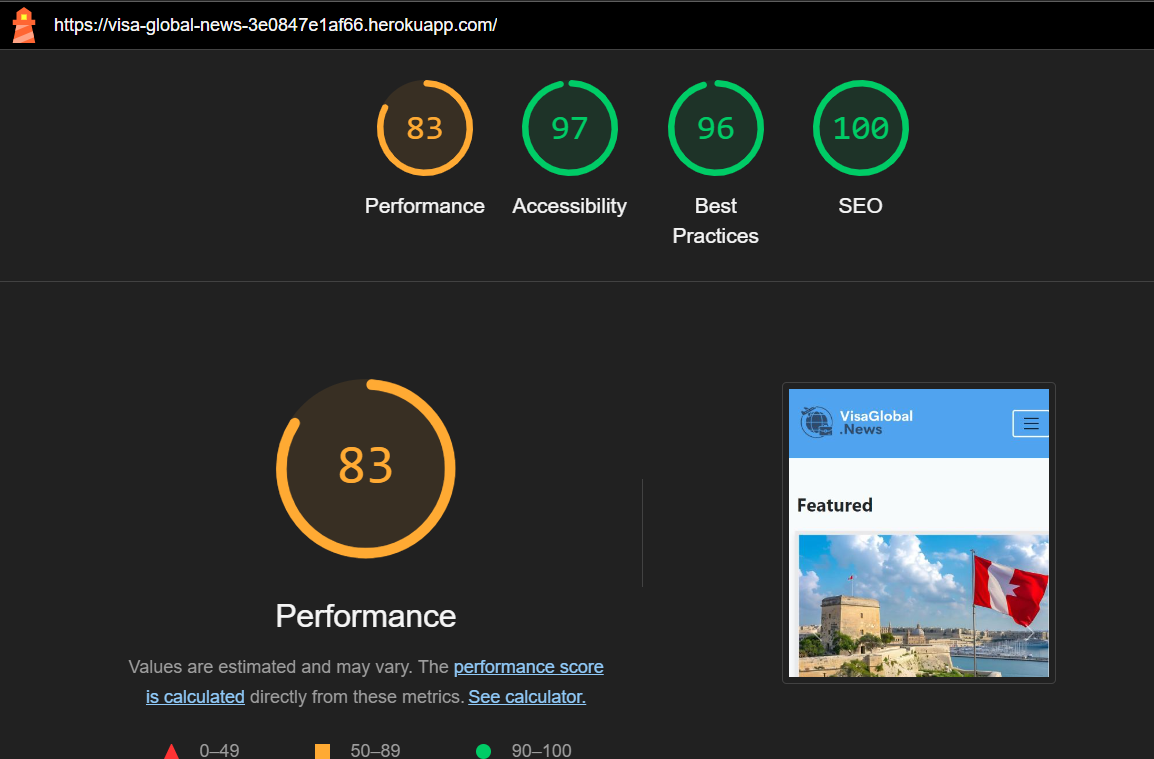 https://visa-global-news-3e0847e1af66.herokuapp.com/
83
97
96
100
Performance
Accessibility
Best
Practices
SEO
83
Performance
Values are estimated and may vary. The performance score
is calculated directly from these metrics. See calculator.
0–49
50–89
90–100
VisaGlobal
.News
Featured